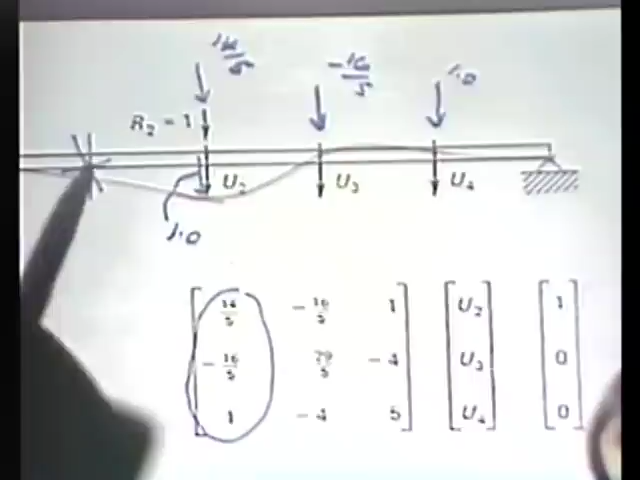 14/5 -16/5 1.0
R₂ = 1
U₂ U₃ U₄
1.0
14/5 -16/5 1 U₂ 1
-16/5 29/5 -4 U₃ 0
1 -4 5 U₄ 0